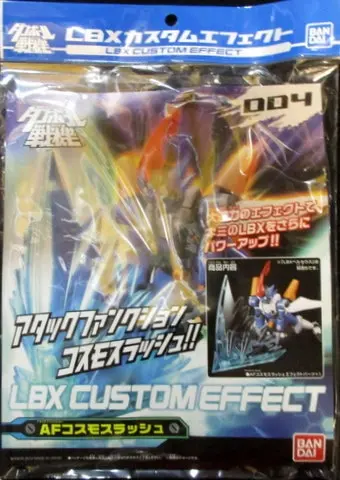 ダンボール戦機
LBXカスタムエフェクト
LBX CUSTOM EFFECT
BANDAI
ダンボール戦機
004
迫力のエフェクトで
キミのLBXをさらに
パワーアップ!!
商品内容
アタックファンクション
コスモスラッシュ!!
LBX CUSTOM EFFECT
AFコスモスラッシュ
BANDAI